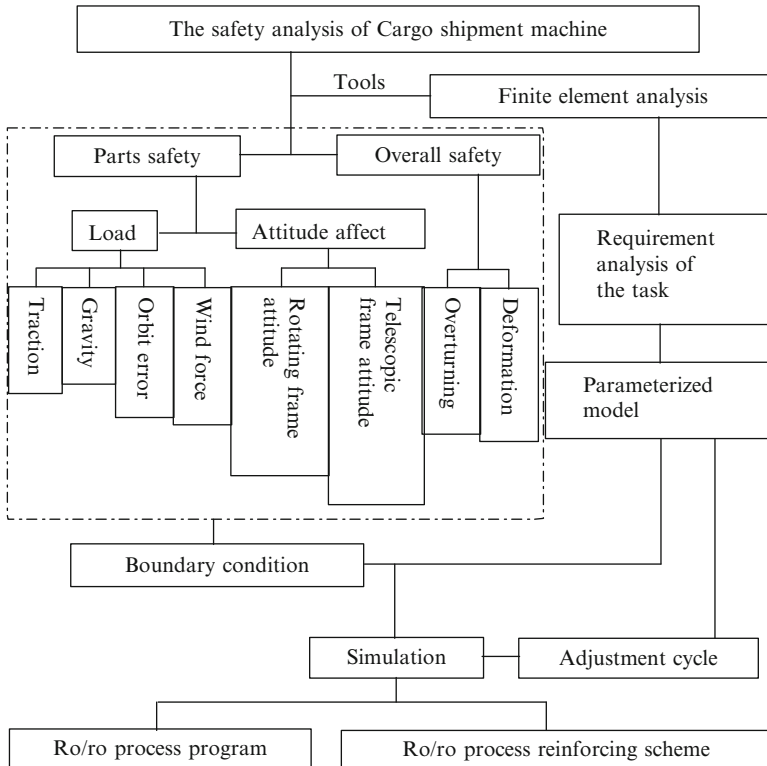 The safety analysis of Cargo shipment machine
Tools
Finite element analysis
Parts safety
Overall safety
Load
Attitude affect
Requirement
analysis of
the task
Traction
Gravity
Orbit error
Wind force
Rotating frame
attitude
Telescopic
frame attitude
Overturning
Deformation
Parameterized
model
Boundary condition
Simulation
Adjustment cycle
Ro/ro process program
Ro/ro process reinforcing scheme